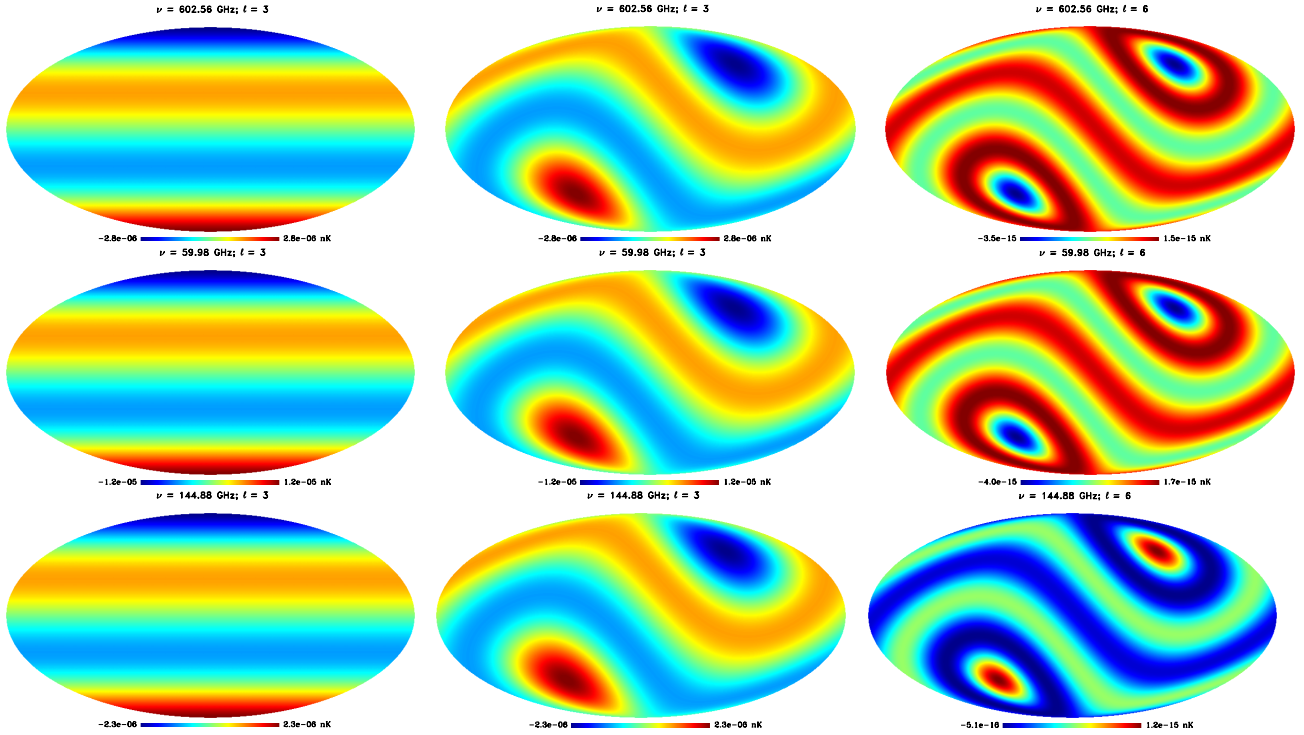 ν = 602.56 GHz; ℓ = 3
ν = 602.56 GHz; ℓ = 3
ν = 602.56 GHz; ℓ = 6
-2.8e-06 2.8e-06 nK
-2.8e-06 2.8e-06 nK
-3.5e-15 1.5e-15 nK
ν = 59.98 GHz; ℓ = 3
ν = 59.98 GHz; ℓ = 3
ν = 59.98 GHz; ℓ = 6
-1.2e-05 1.2e-05 nK
-1.2e-05 1.2e-05 nK
-4.0e-15 1.7e-15 nK
ν = 144.88 GHz; ℓ = 3
ν = 144.88 GHz; ℓ = 3
ν = 144.88 GHz; ℓ = 6
-2.3e-06 2.3e-06 nK
-2.3e-06 2.3e-06 nK
-5.1e-16 1.2e-15 nK